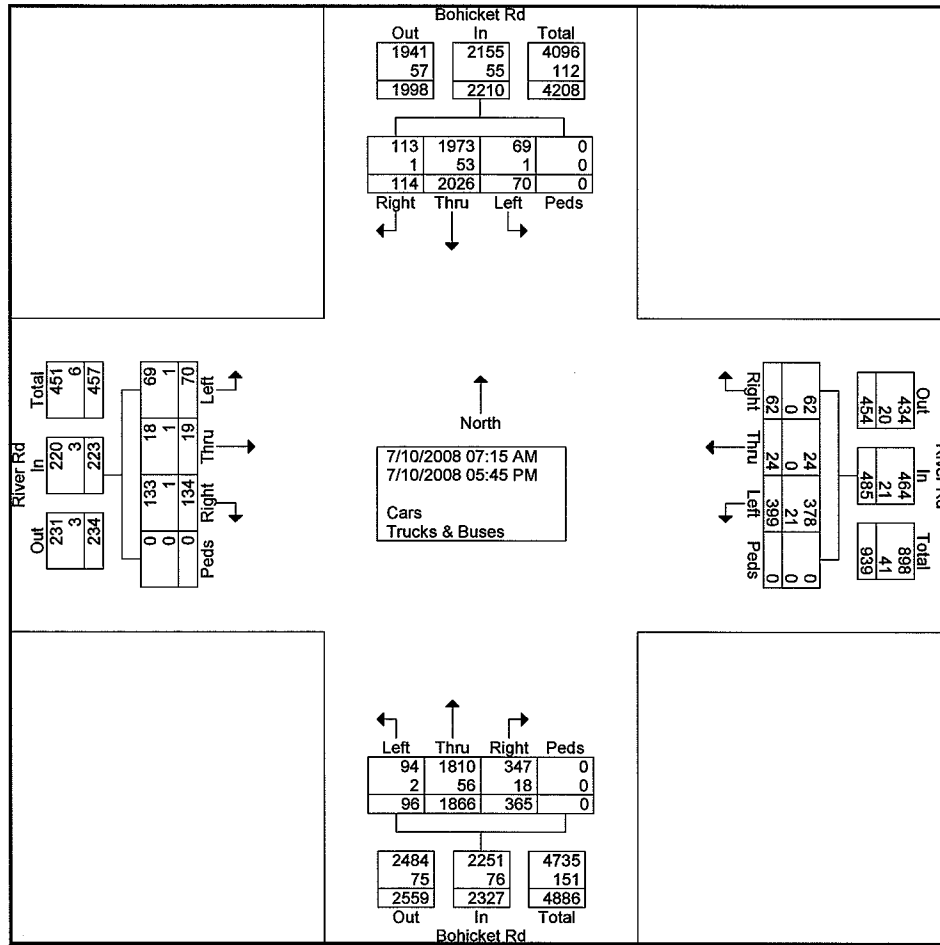 Bohicket Rd
Out In Total
1941 2155 4096
57 55 112
1998 2210 4208
113 1973 69 0
1 53 1 0
114 2026 70 0
Right Thru Left Peds
River Rd
Total In Out
451 220 231
6 3 3
457 223 234
69 18 133 0
1 1 1 0
70 19 134 0
Left Thru Right Peds
North
7/10/2008 07:15 AM
7/10/2008 05:45 PM
Cars
Trucks & Buses
River Rd
Out In Total
434 464 898
20 21 41
454 485 939
62 24 378 0
0 0 21 0
62 24 399 0
Right Thru Left Peds
Left Thru Right Peds
94 1810 347 0
2 56 18 0
96 1866 365 0
2484 2251 4735
75 76 151
2559 2327 4886
Out In Total
Bohicket Rd